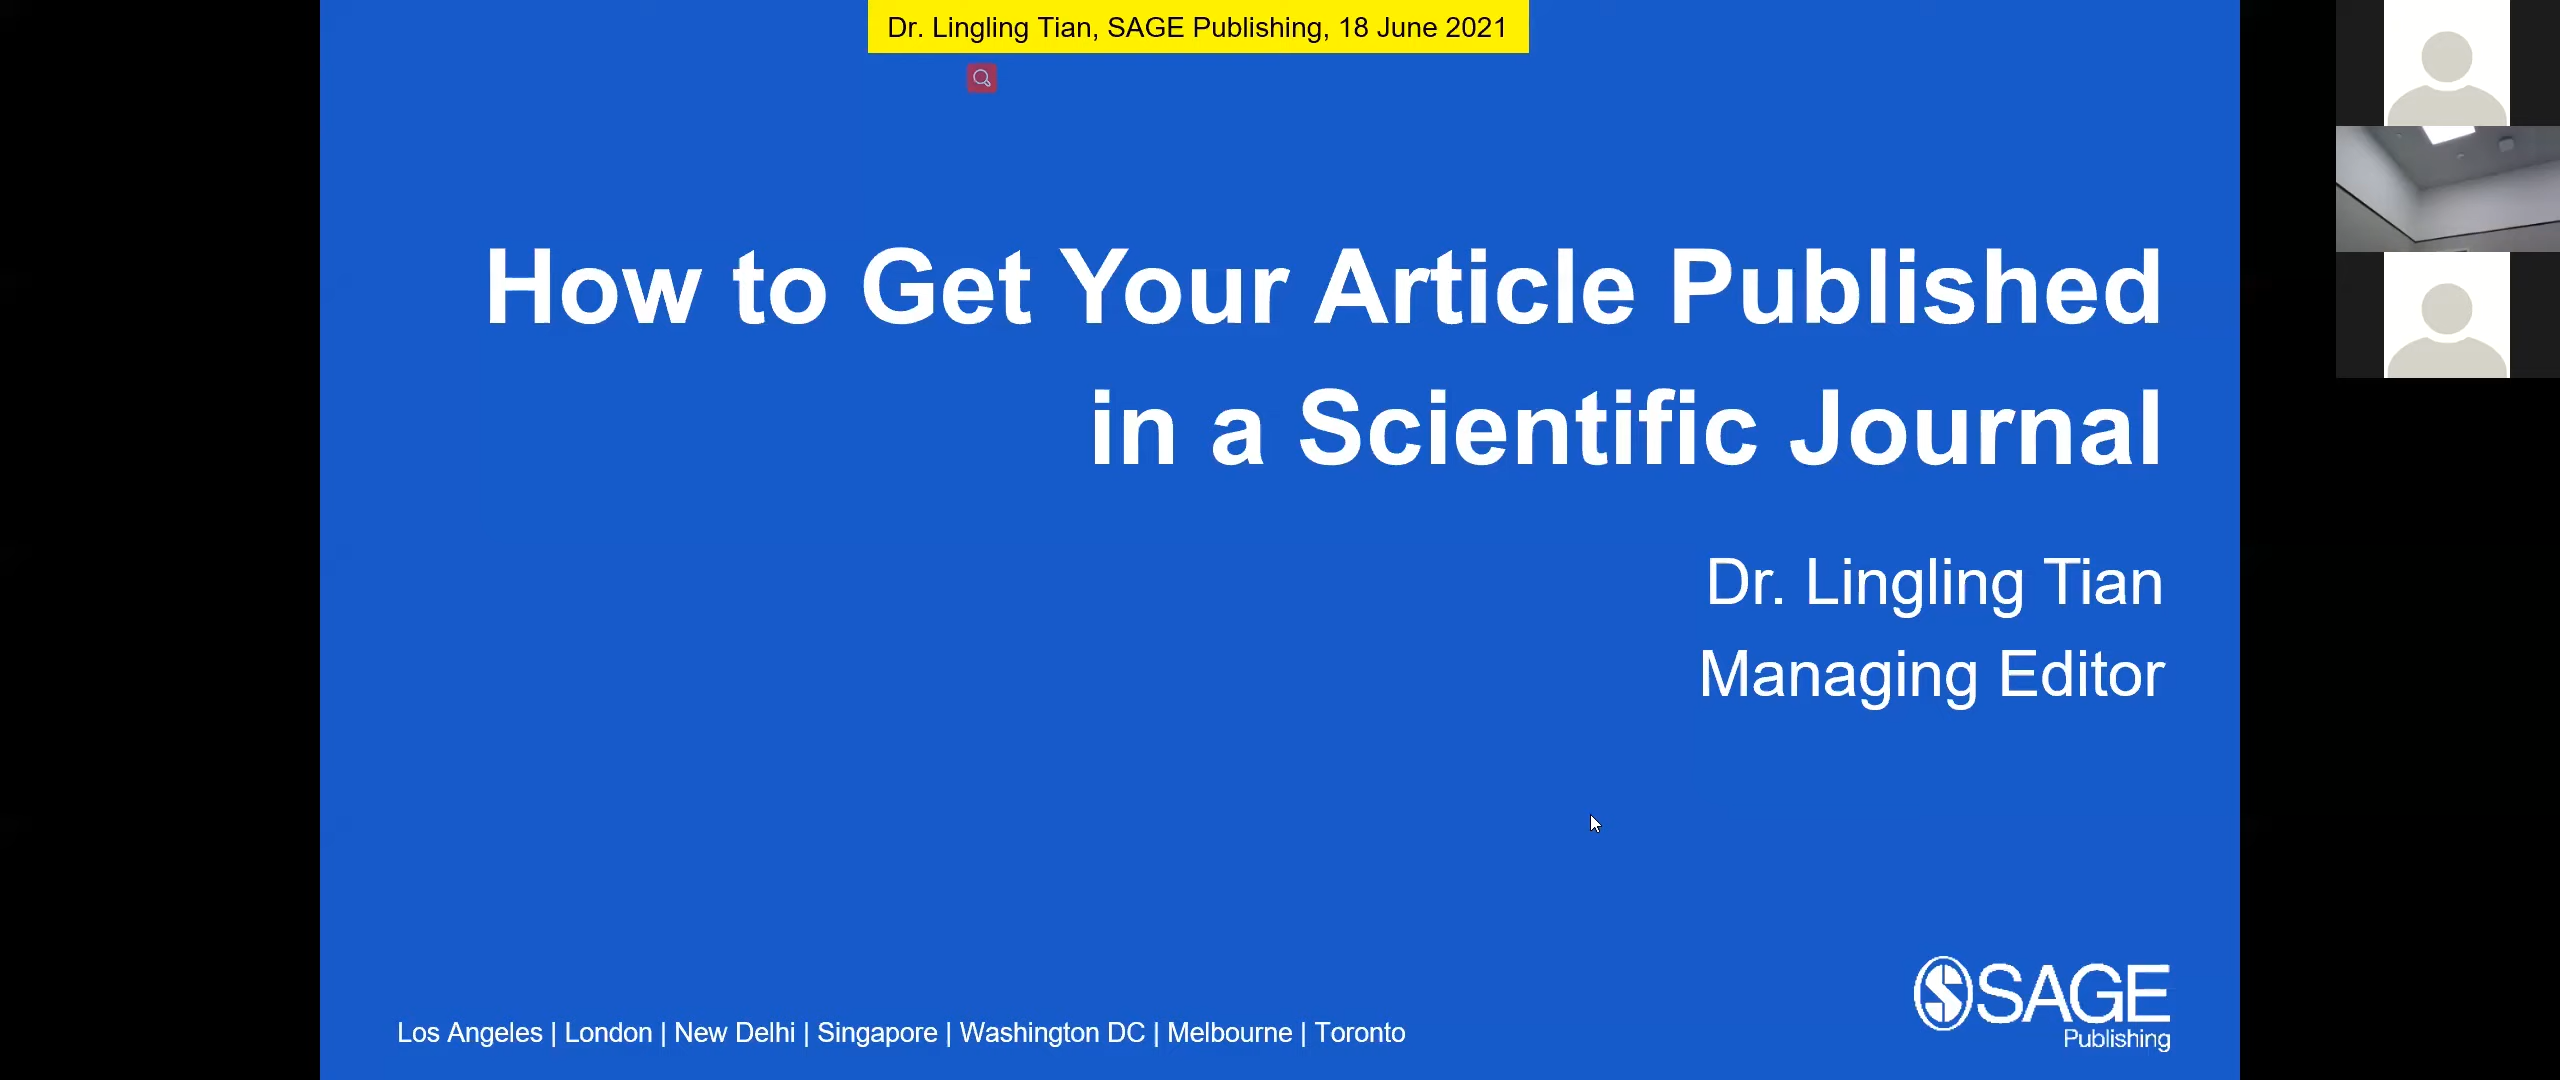 Dr. Lingling Tian, SAGE Publishing, 18 June 2021
How to Get Your Article Published
in a Scientific Journal
Dr. Lingling Tian
Managing Editor
SAGE
Publishing
Los Angeles | London | New Delhi | Singapore | Washington DC | Melbourne | Toronto